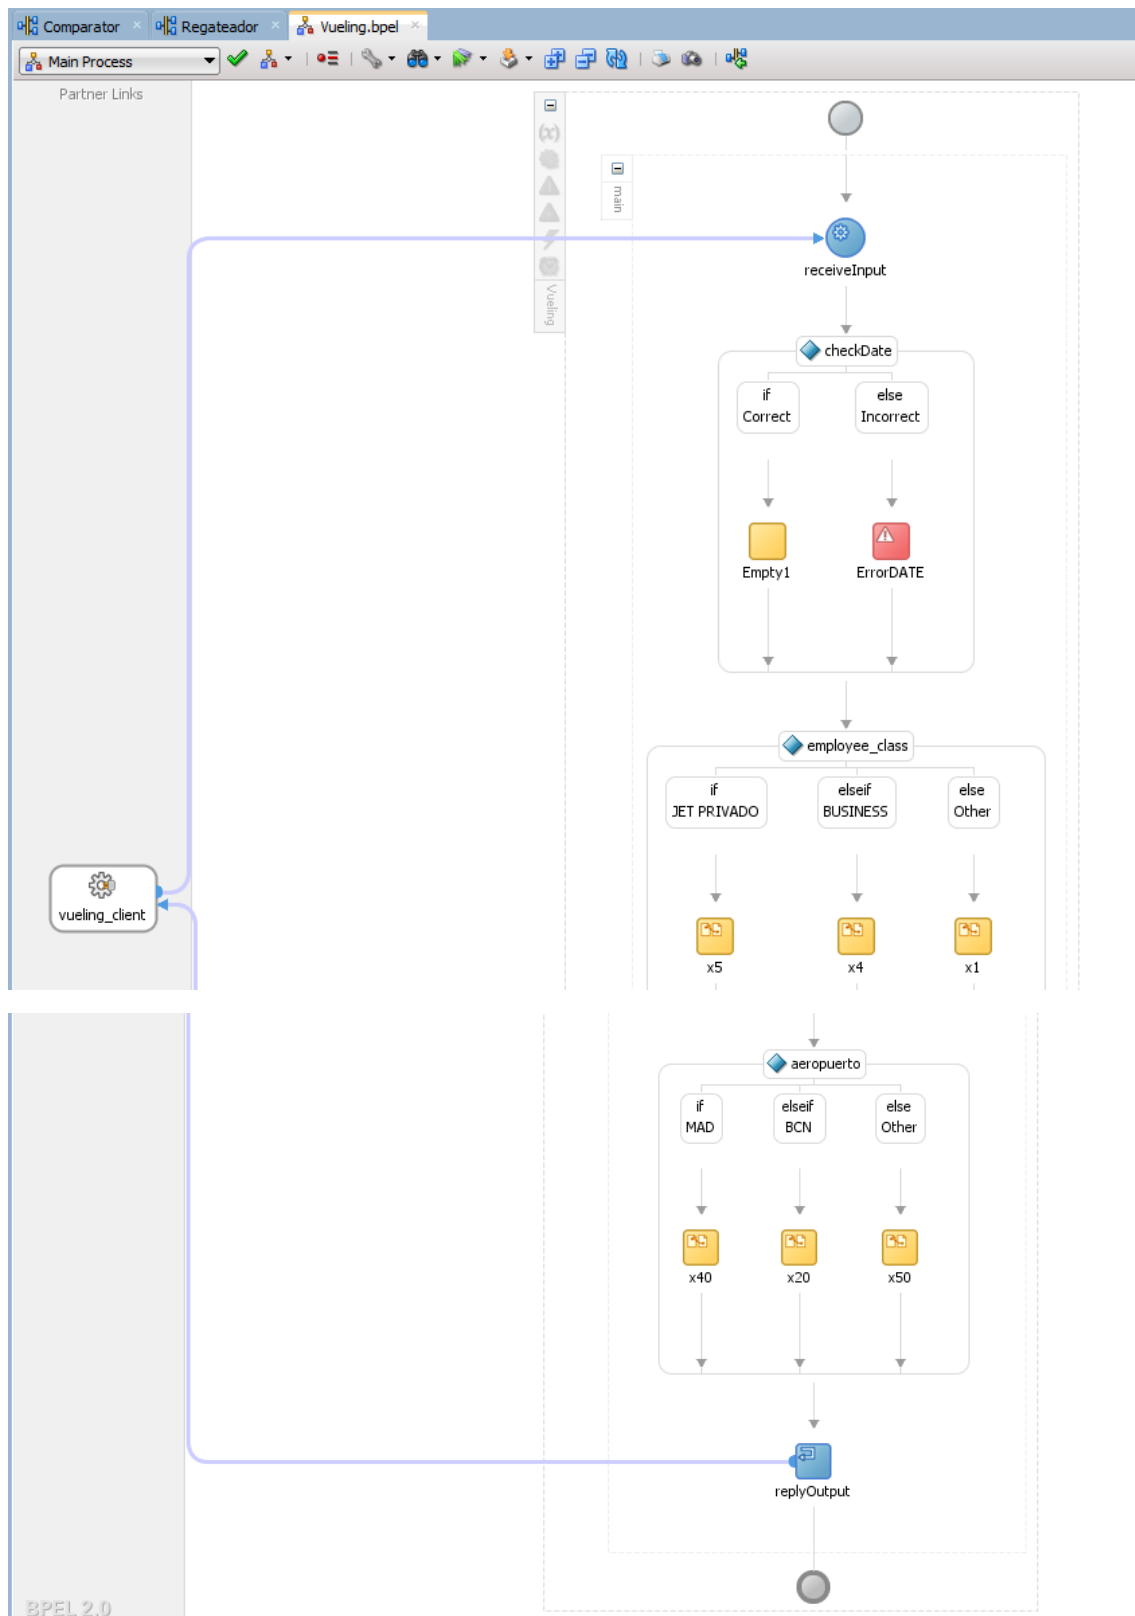 Comparator
Regateador
Vueling.bpel
Main Process
Partner Links
(x)
main
Vueling
receiveInput
checkDate
if
Correct
else
Incorrect
Empty1
ErrorDATE
employee_class
if
JET PRIVADO
elseif
BUSINESS
else
Other
vueling_client
x5
x4
x1
aeropuerto
if
MAD
elseif
BCN
else
Other
x40
x20
x50
replyOutput
BPEL 2.0